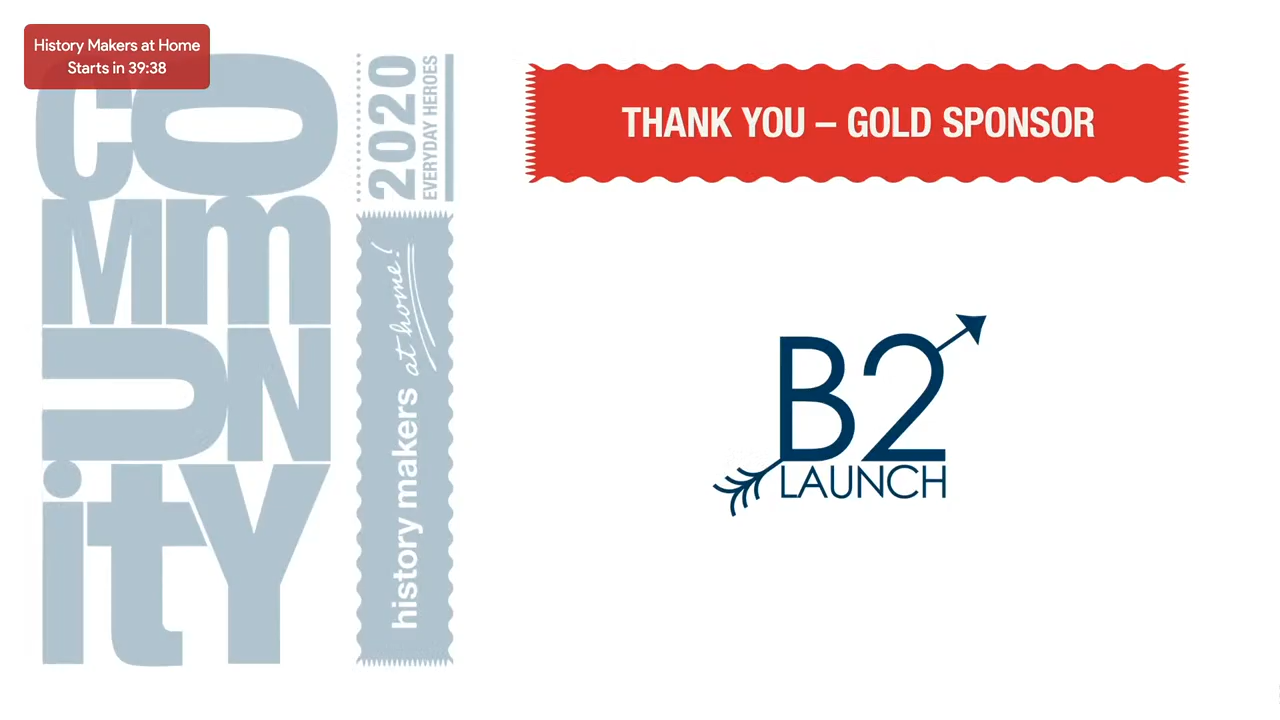 History Makers at Home
Starts in 39:38
COmmUNitY
2020
EVERYDAY HEROES
history makers at home!
THANK YOU – GOLD SPONSOR
B2
LAUNCH